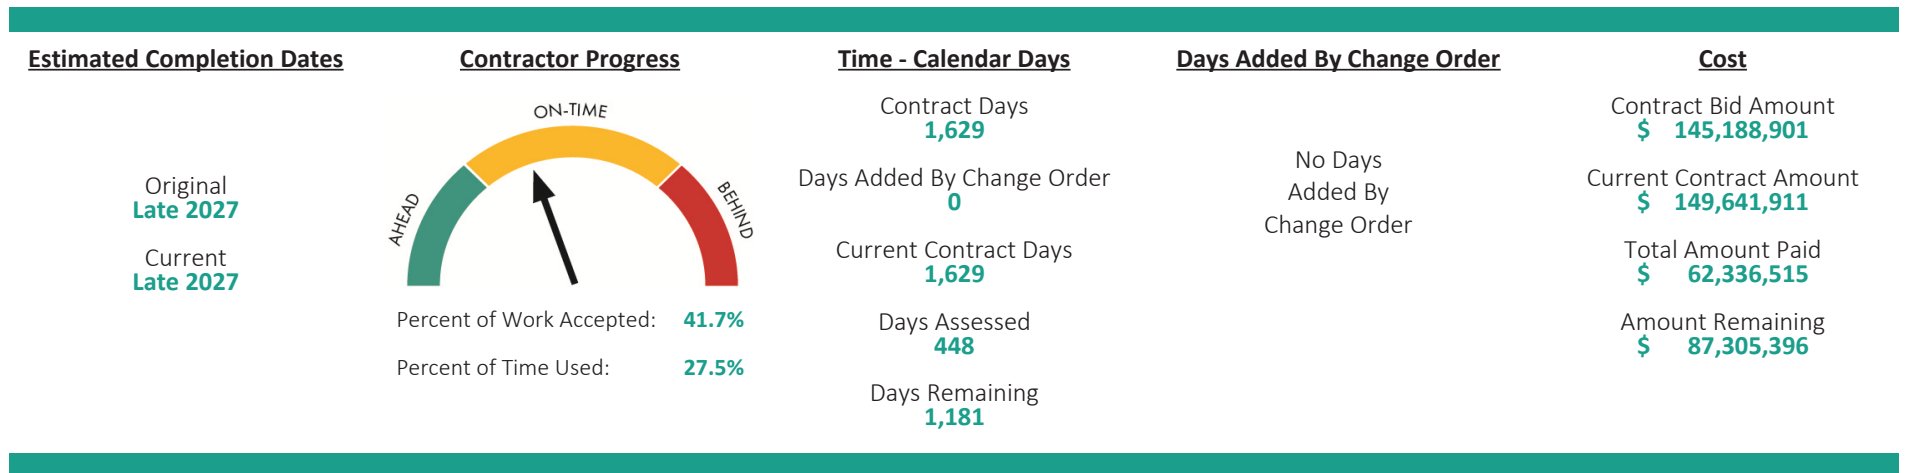 Estimated Completion Dates
Original
Late 2027
Current
Late 2027
Contractor Progress
ON-TIME
AHEAD
BEHIND
Percent of Work Accepted: 41.7%
Percent of Time Used: 27.5%
Time - Calendar Days
Contract Days
1,629
Days Added By Change Order
0
Current Contract Days
1,629
Days Assessed
448
Days Remaining
1,181
Days Added By Change Order
No Days
Added By
Change Order
Cost
Contract Bid Amount
$ 145,188,901
Current Contract Amount
$ 149,641,911
Total Amount Paid
$ 62,336,515
Amount Remaining
$ 87,305,396